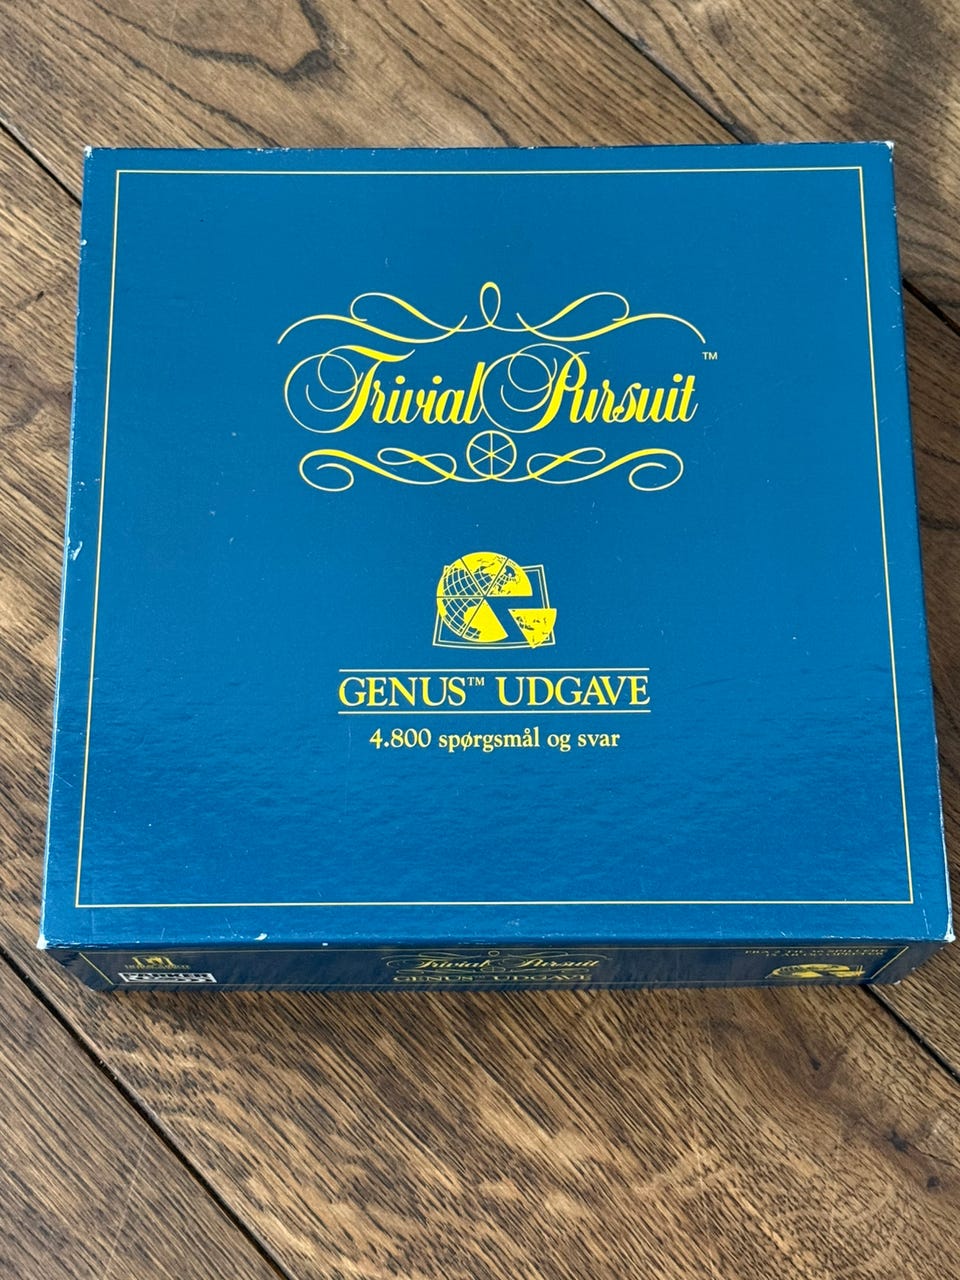 Trivial Pursuit™
GENUS™ UDGAVE
4.800 spørgsmål og svar
Trivial Pursuit
GENUS™ UDGAVE